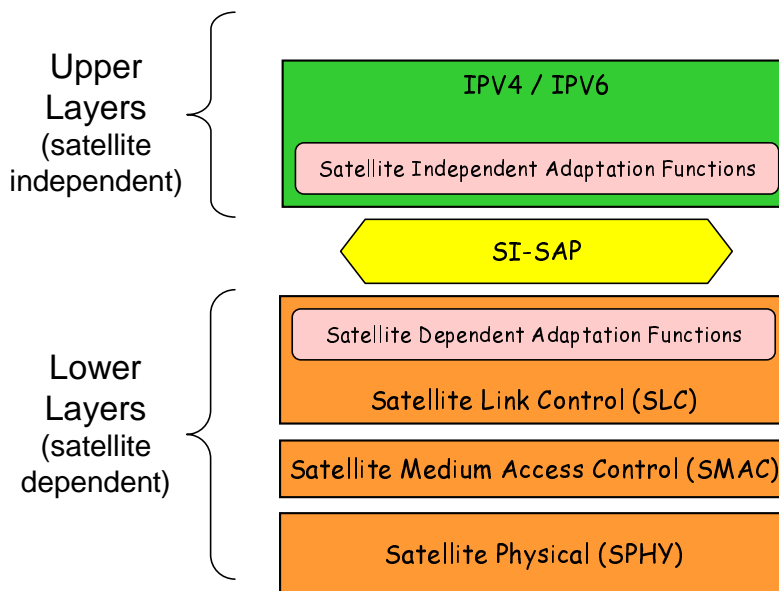 Upper
Layers
(satellite
independent)
IPV4 / IPV6
Satellite Independent Adaptation Functions
SI-SAP
Lower
Layers
(satellite
dependent)
Satellite Dependent Adaptation Functions
Satellite Link Control (SLC)
Satellite Medium Access Control (SMAC)
Satellite Physical (SPHY)